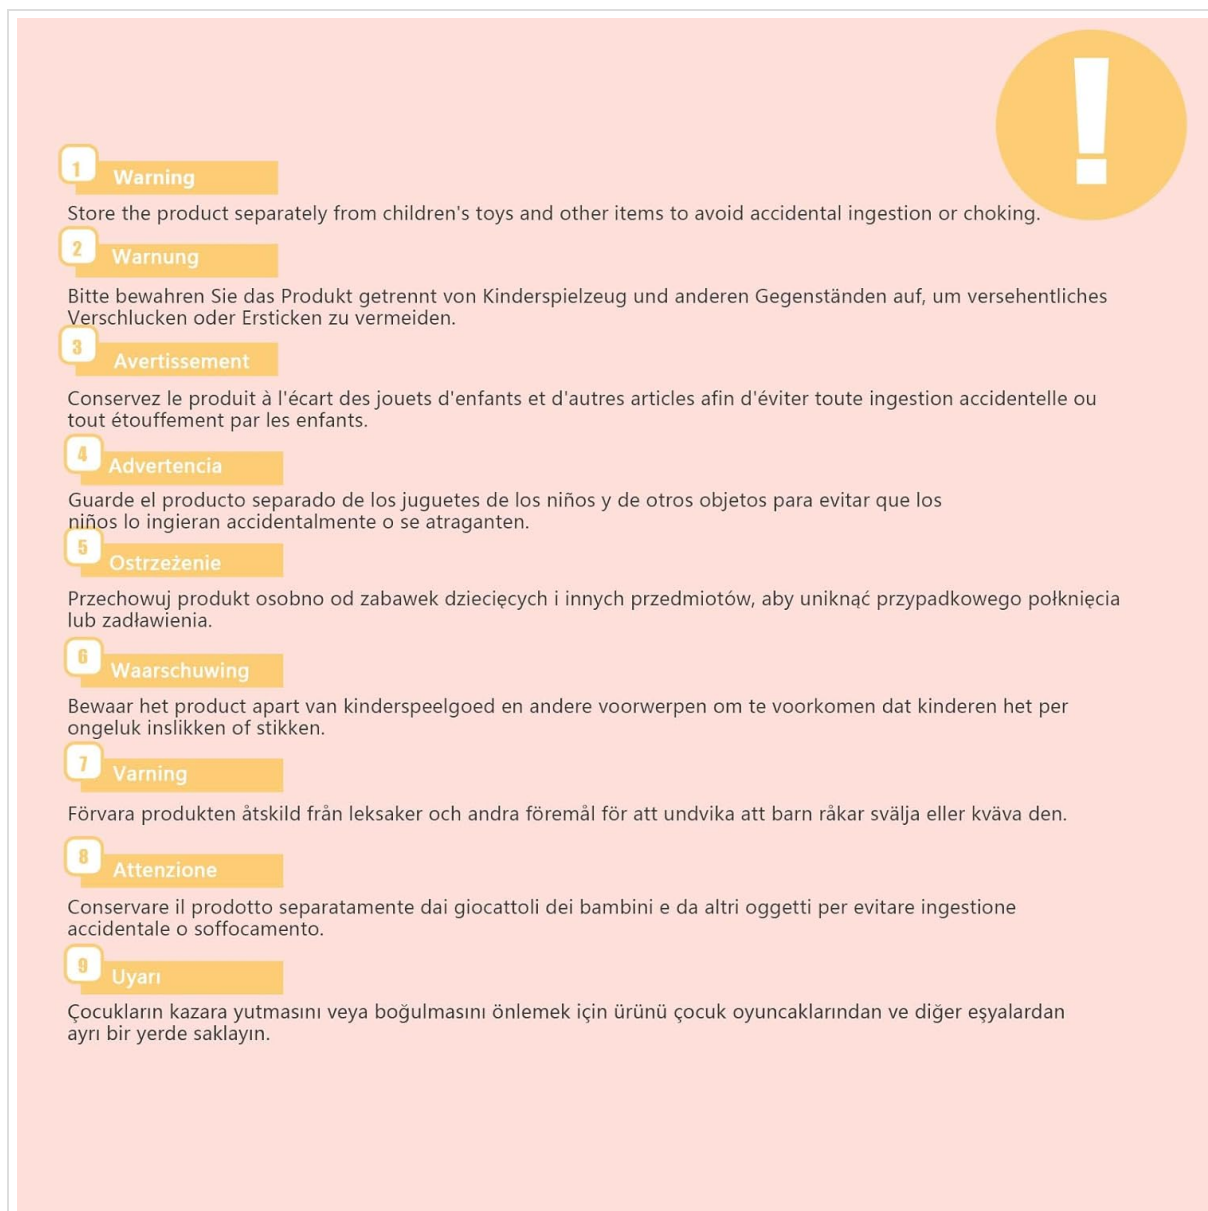 !
1
Warning
Store the product separately from children's toys and other items to avoid accidental ingestion or choking.
2
Warnung
Bitte bewahren Sie das Produkt getrennt von Kinderspielzeug und anderen Gegenständen auf, um versehentliches
Verschlucken oder Ersticken zu vermeiden.
3
Avertissement
Conservez le produit à l'écart des jouets d'enfants et d'autres articles afin d'éviter toute ingestion accidentelle ou
tout étouffement par les enfants.
4
Advertencia
Guarde el producto separado de los juguetes de los niños y de otros objetos para evitar que los
niños lo ingieran accidentalmente o se atraganten.
5
Ostrzeżenie
Przechowuj produkt osobno od zabawek dziecięcych i innych przedmiotów, aby uniknąć przypadkowego połknięcia
lub zadławienia.
6
Waarschuwing
Bewaar het product apart van kinderspeelgoed en andere voorwerpen om te voorkomen dat kinderen het per
ongeluk inslikken of stikken.
7
Varning
Förvara produkten åtskild från leksaker och andra föremål för att undvika att barn råkar svälja eller kväva den.
8
Attenzione
Conservare il prodotto separatamente dai giocattoli dei bambini e da altri oggetti per evitare ingestione
accidentale o soffocamento.
9
Uyarı
Çocukların kazara yutmasını veya boğulmasını önlemek için ürünü çocuk oyuncaklarından ve diğer eşyalardan
ayrı bir yerde saklayın.